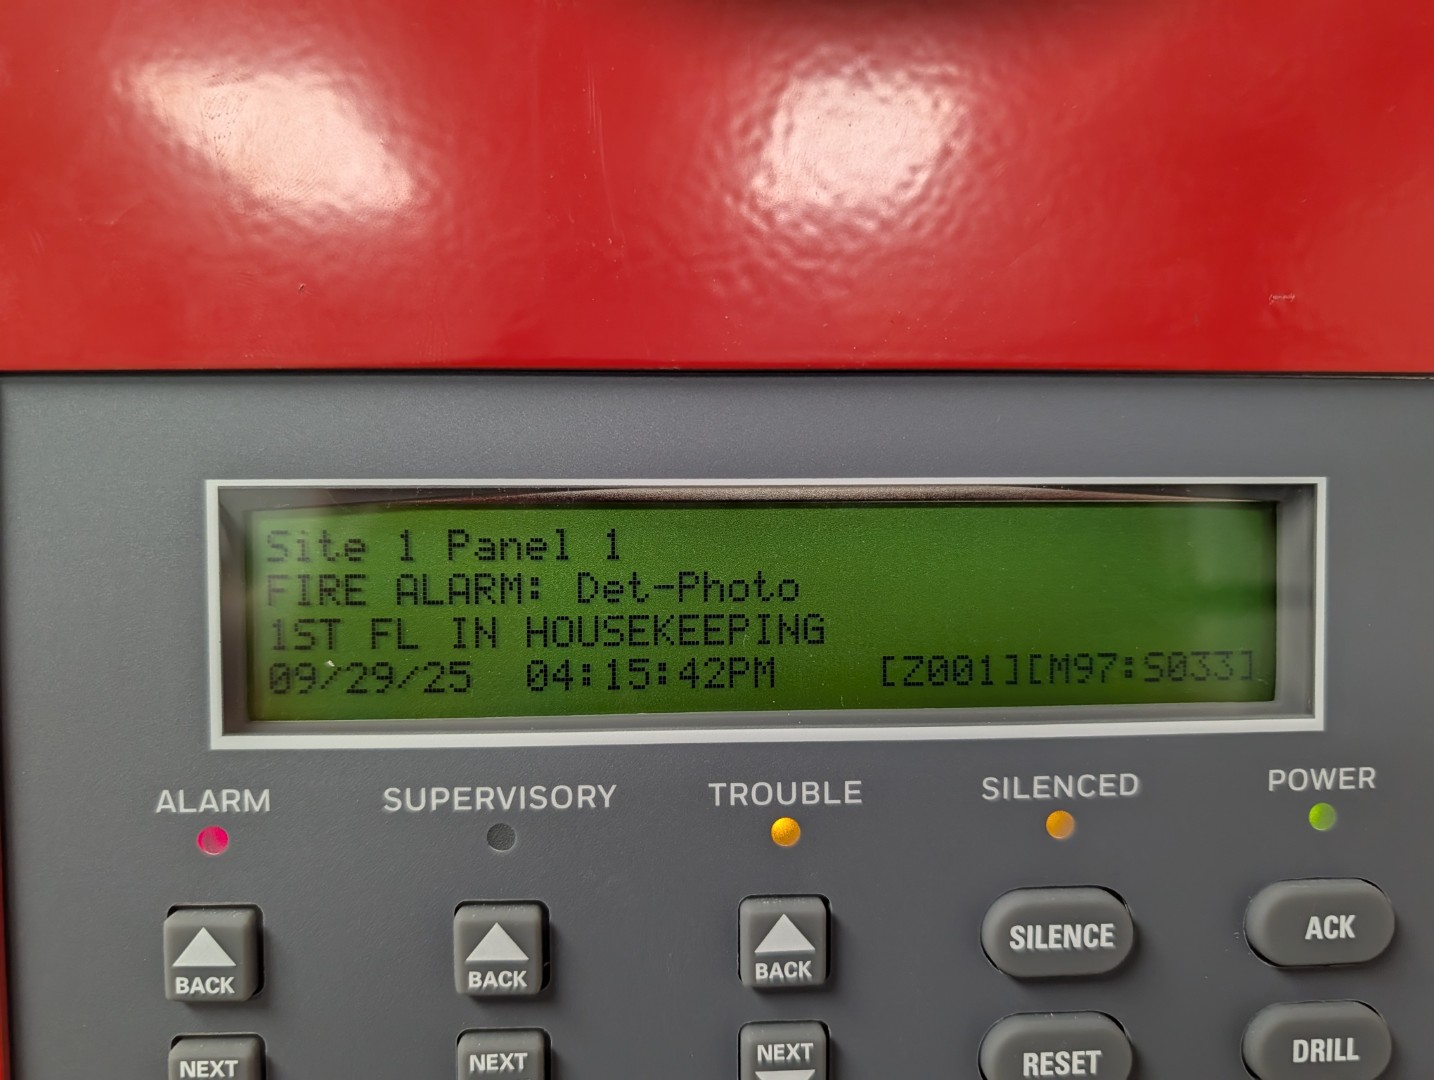 Site 1 Panel 1
FIRE ALARM: Det-Photo
1ST FL IN HOUSEKEEPING
09/29/25 04:15:42PM [Z001][M97:S033]
ALARM SUPERVISORY TROUBLE SILENCED POWER
BACK BACK BACK SILENCE ACK
NEXT NEXT NEXT RESET DRILL